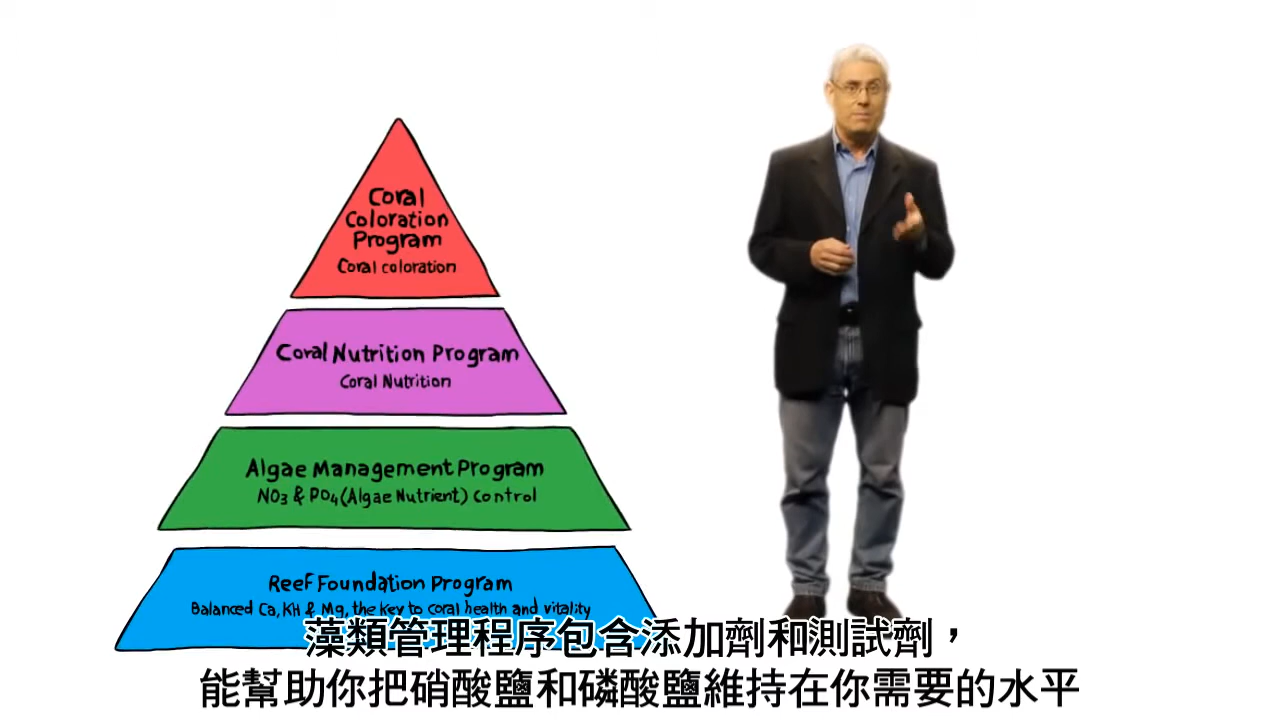 Coral
Coloration
Program
Coral coloration
Coral Nutrition Program
Coral Nutrition
Algae Management Program
NO3 & PO4 (Algae Nutrient) Control
Reef Foundation Program
Balanced Ca, KH & Mg, the key to coral health and vitality
藻類管理程序包含添加劑和測試劑，
能幫助你把硝酸鹽和磷酸鹽維持在你需要的水平